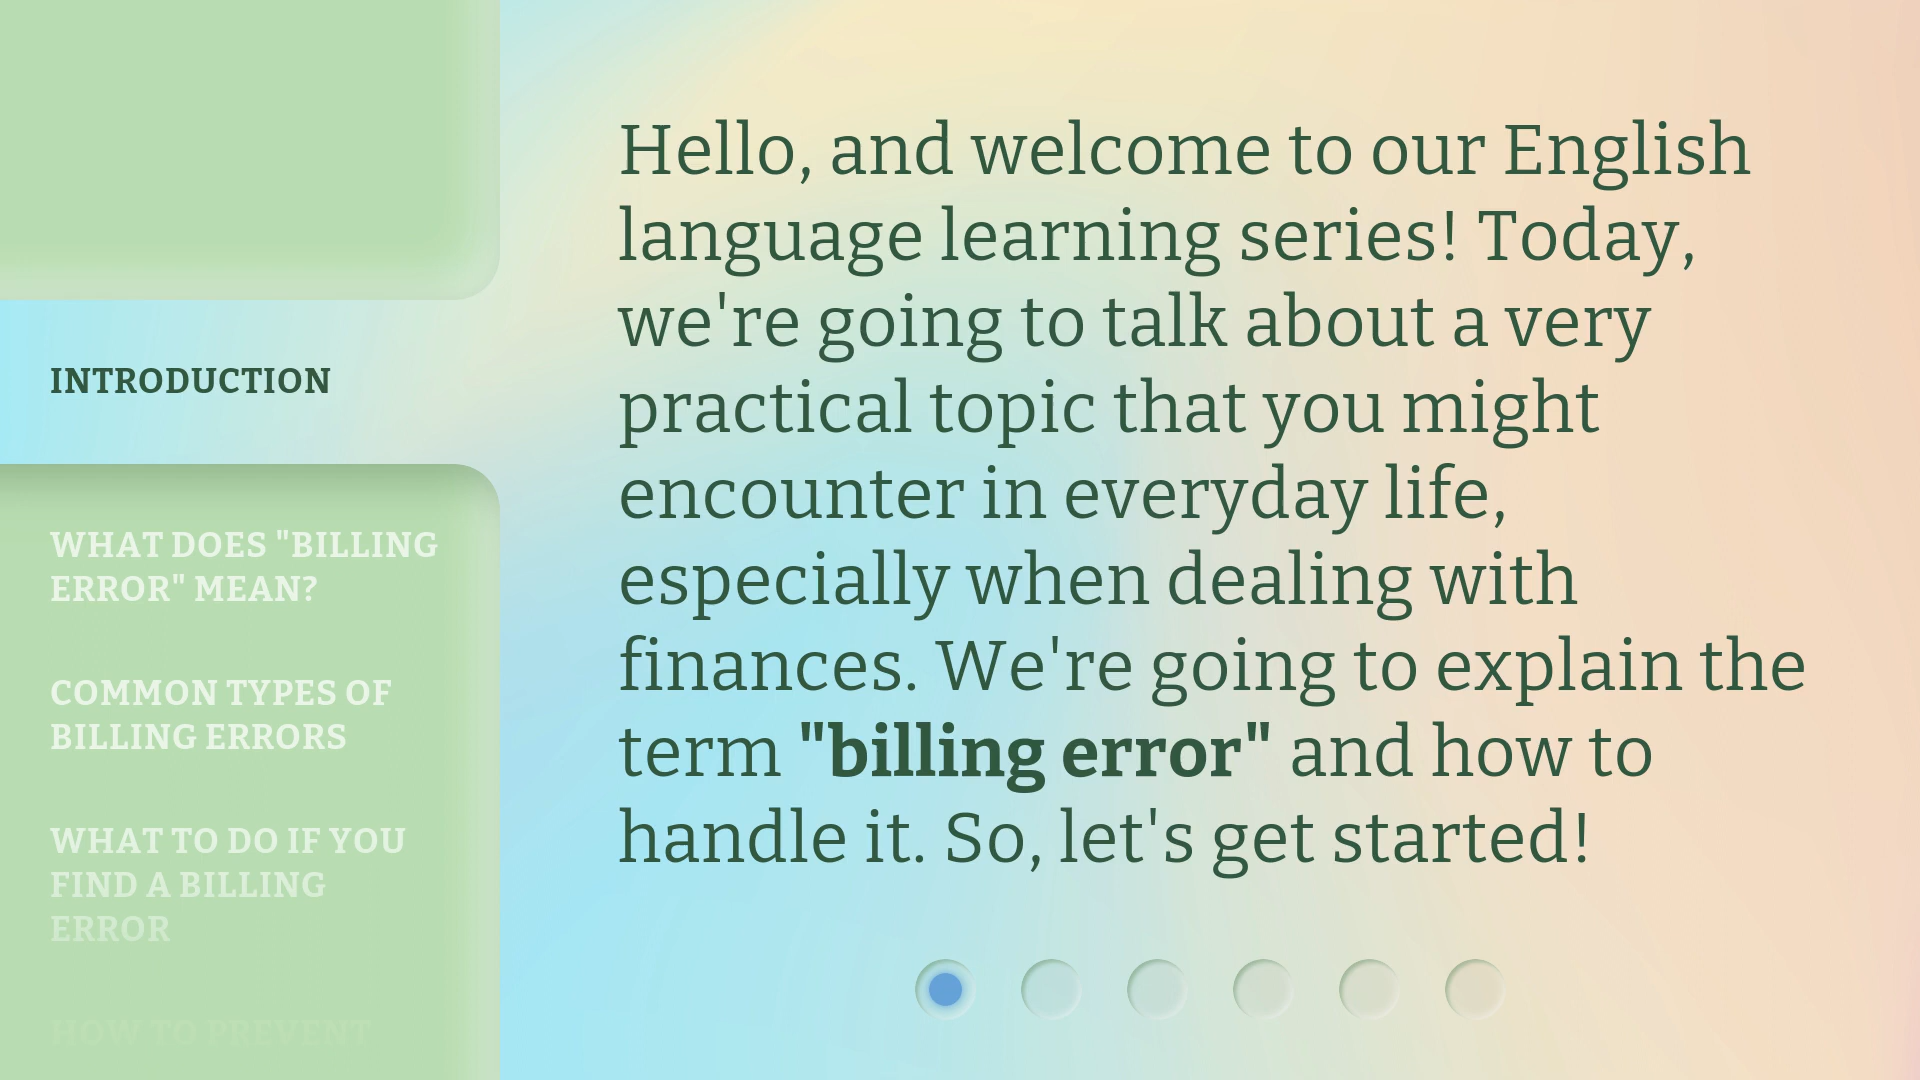 INTRODUCTION
WHAT DOES "BILLING
ERROR" MEAN?
COMMON TYPES OF
BILLING ERRORS
WHAT TO DO IF YOU
FIND A BILLING
ERROR
HOW TO PREVENT
Hello, and welcome to our English
language learning series! Today,
we're going to talk about a very
practical topic that you might
encounter in everyday life,
especially when dealing with
finances. We're going to explain the
term "billing error" and how to
handle it. So, let's get started!